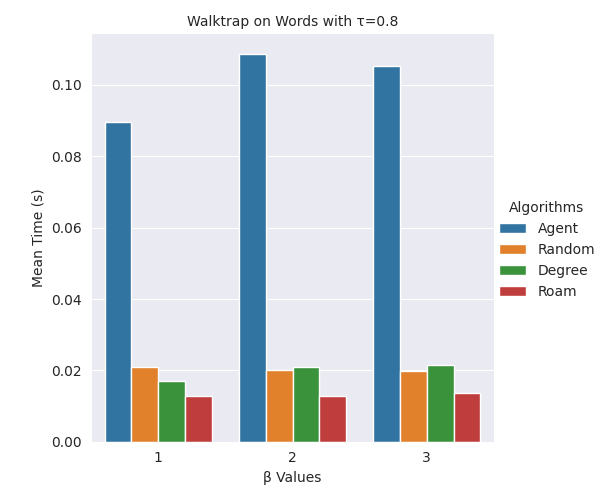 Walktrap on Words with τ=0.8
Mean Time (s)
0.10
0.08
0.06
0.04
0.02
0.00
1
2
3
β Values
Algorithms
Agent
Random
Degree
Roam